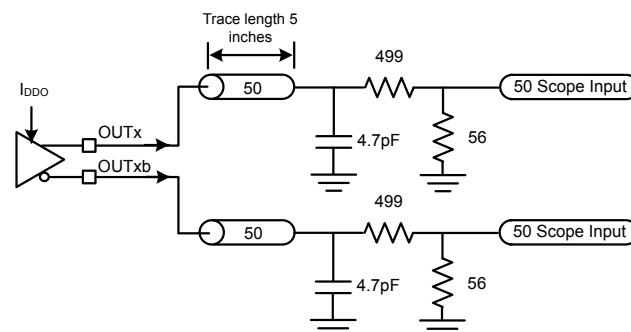 Trace length 5
inches
499
I_DDO
50
50 Scope Input
OUTx
4.7pF
56
OUTxb
499
50
50 Scope Input
4.7pF
56